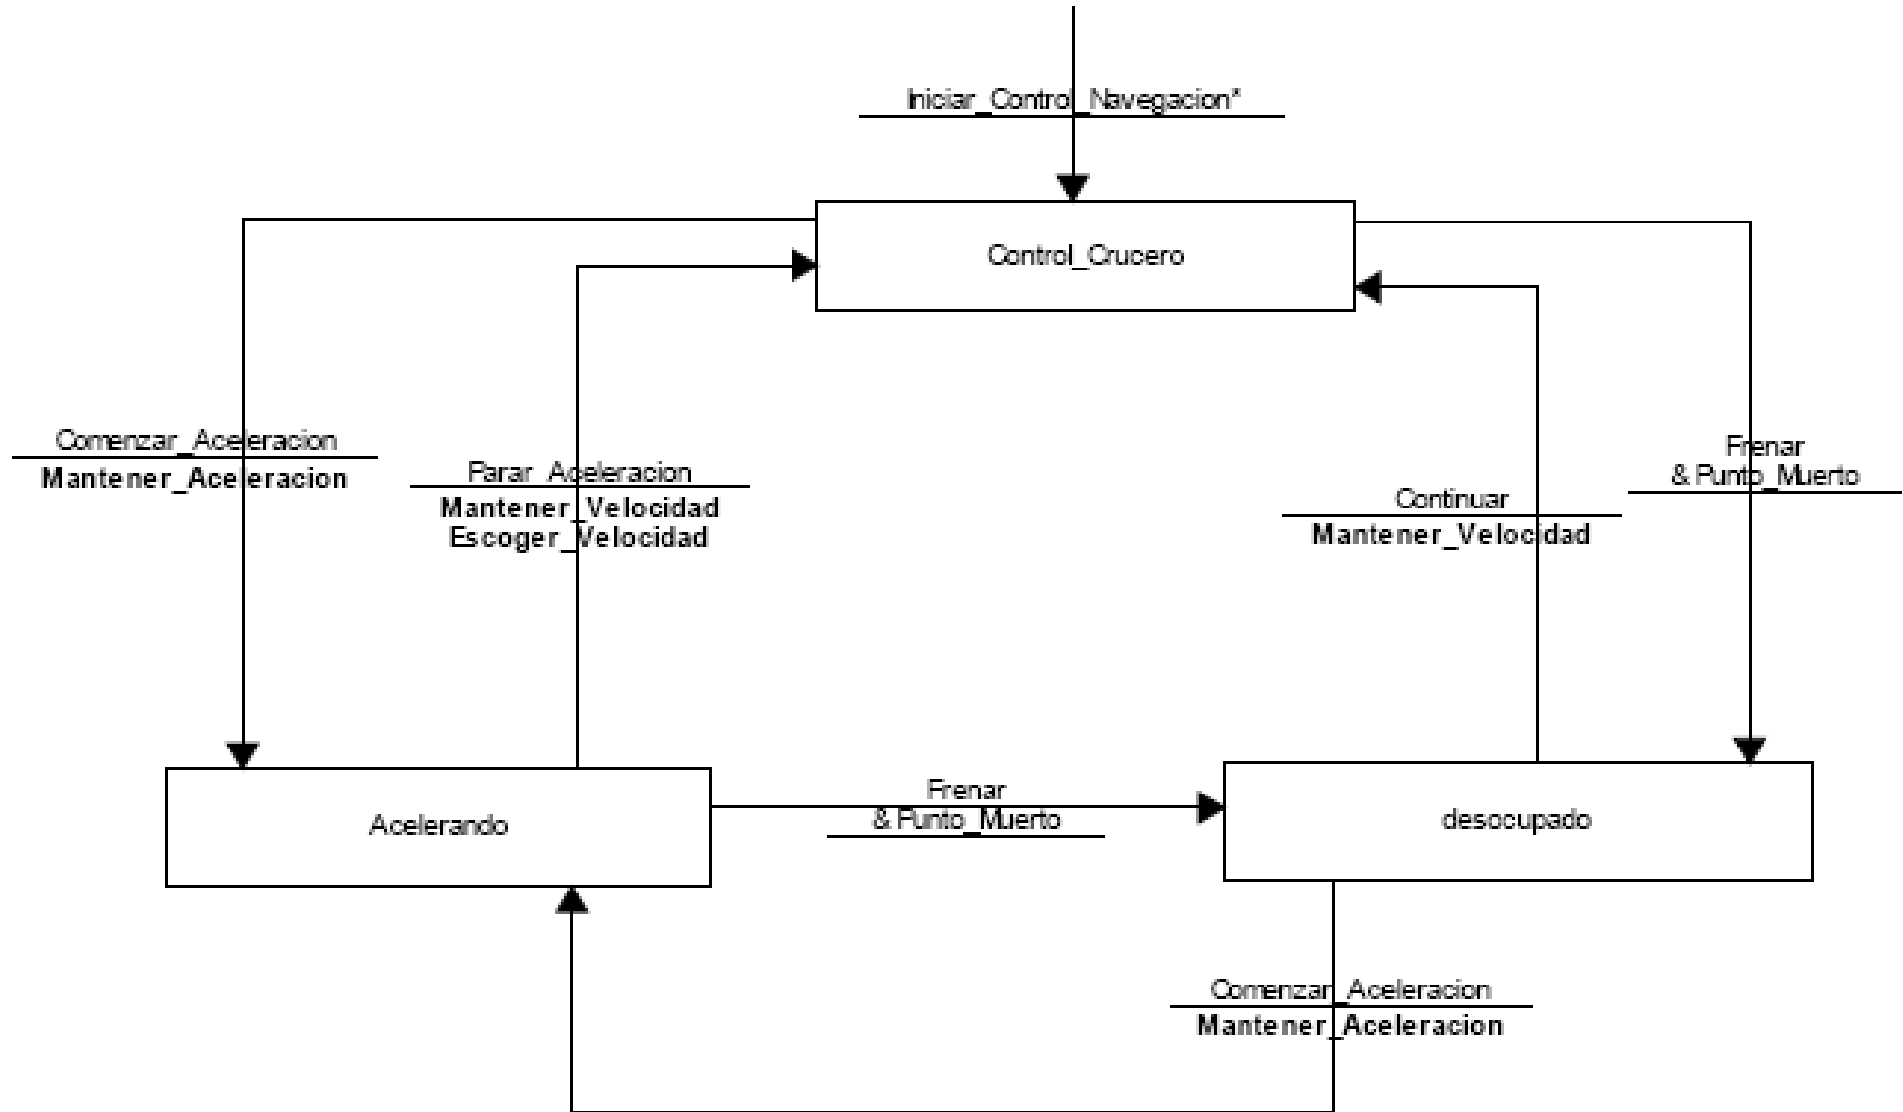 Iniciar_Control_Navegacion*
Control_Crucero
Comenzar_Aceleracion
Mantener_Aceleracion
Parar_Aceleracion
Mantener_Velocidad
Escoger_Velocidad
Continuar
Mantener_Velocidad
Frenar
& Punto_Muerto
Acelerando
Frenar
& Punto_Muerto
desocupado
Comenzar_Aceleracion
Mantener_Aceleracion